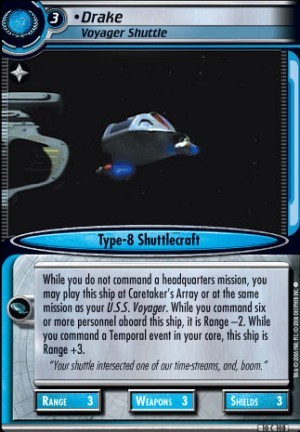 3
•Drake
Voyager Shuttle
Type-8 Shuttlecraft
While you do not command a headquarters mission, you
may play this ship at Caretaker's Array or at the same
mission as your U.S.S. Voyager. While you command six
or more personnel aboard this ship, it is Range –2. While
you command a Temporal event in your core, this ship is
Range +3.
"Your shuttle intersected one of our time-streams, and, boom."
RANGE 3 WEAPONS 3 SHIELDS 3